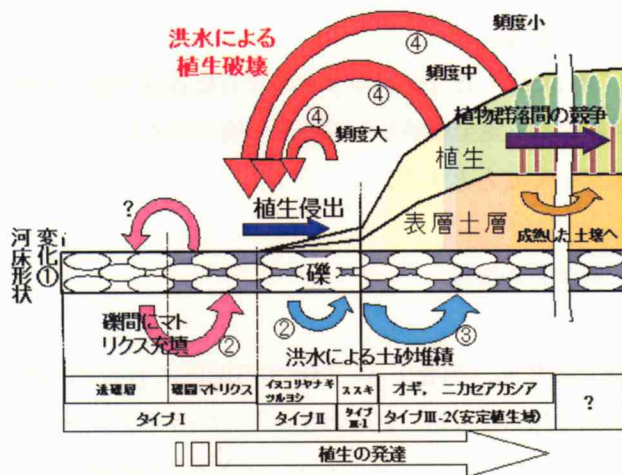 洪水による
植生破壊
④
頻度小
④
頻度中
④
頻度大
植物群落間の競争
植生
植生侵出
表層土層
成熟した土壌へ
?
河床形状
変化①
礫
礫間にマト
リクス充填
②
②
③
洪水による土砂堆積
透礫層
礫間マトリクス
イヌコリヤナギ
ツルヨシ
ススキ
オギ, ニカセアカシア
?
タイプⅠ
タイプⅡ
タイプ
Ⅲ-1
タイプⅢ-2(安定植生域)
植生の発達